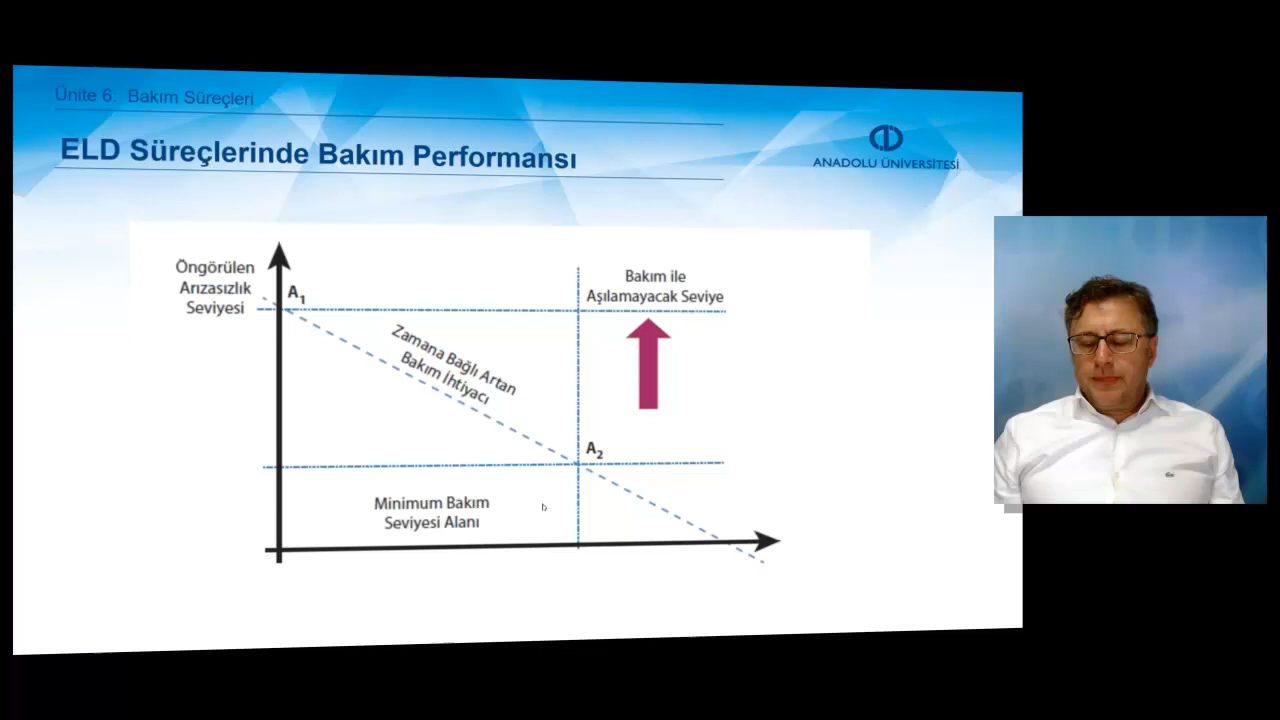 Ünite 6. Bakım Süreçleri
ELD Süreçlerinde Bakım Performansı
ANADOLU ÜNİVERSİTESİ
Öngörülen
Arızasızlık
Seviyesi
A1
Bakım ile
Aşılamayacak Seviye
Zamana Bağlı Artan
Bakım İhtiyacı
A2
Minimum Bakım
Seviyesi Alanı